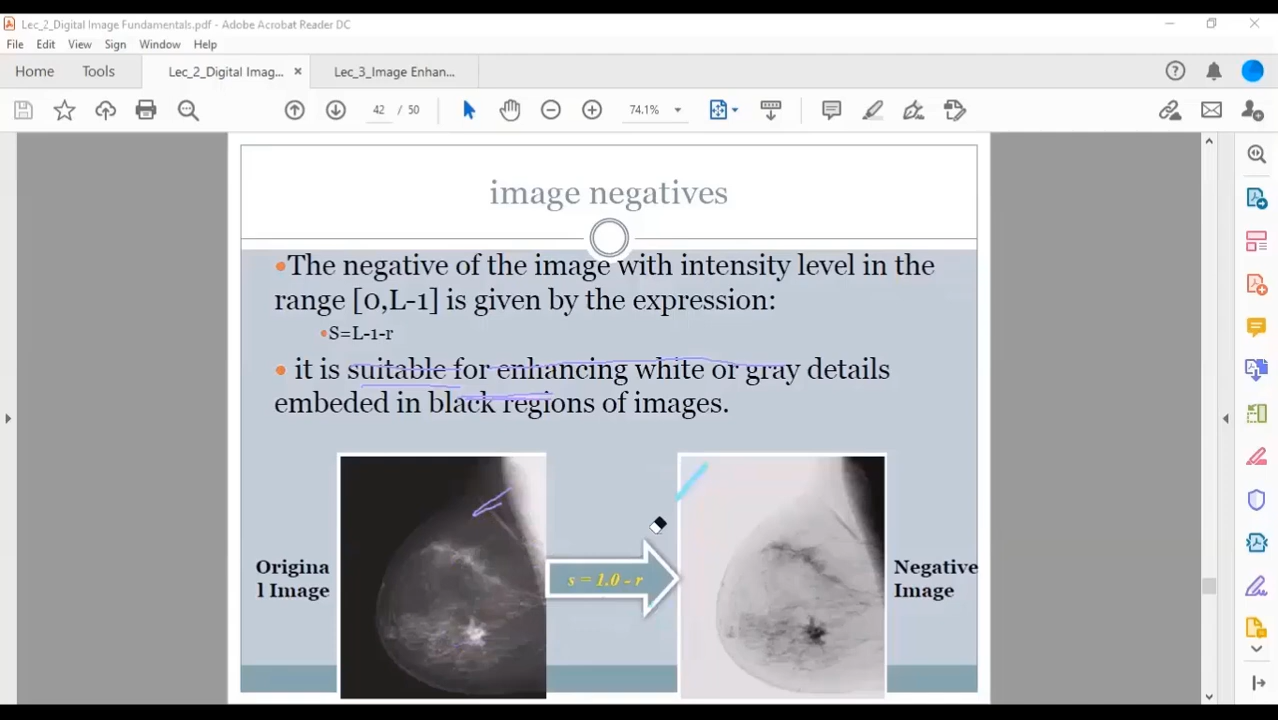 Lec_2_Digital Image Fundamentals.pdf - Adobe Acrobat Reader DC
File Edit View Sign Window Help
Home Tools Lec_2_Digital Imag... × Lec_3_Image Enhan...
42 / 50 74.1%
image negatives
•The negative of the image with intensity level in the
range [0,L-1] is given by the expression:
•S=L-1-r
• it is suitable for enhancing white or gray details
embeded in black regions of images.
Origina
l Image
s = 1.0 - r
Negative
Image